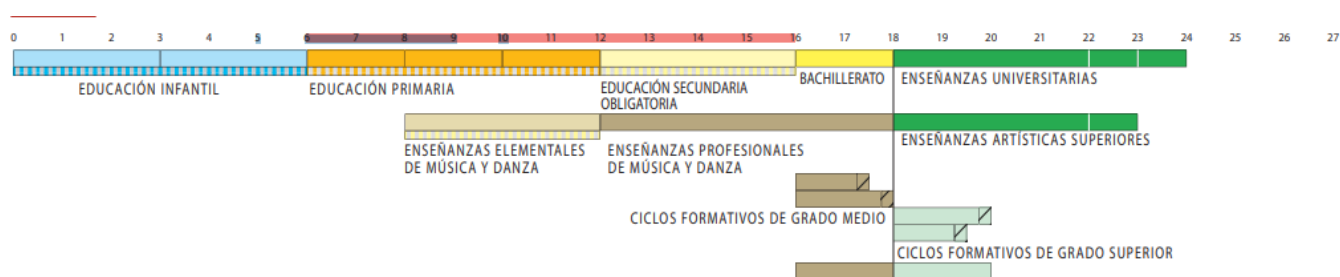 0 1 2 3 4 5 6 7 8 9 10 11 12 13 14 15 16 17 18 19 20 21 22 23 24 25 26 27
EDUCACIÓN INFANTIL
EDUCACIÓN PRIMARIA
EDUCACIÓN SECUNDARIA
OBLIGATORIA
BACHILLERATO
ENSEÑANZAS UNIVERSITARIAS
ENSEÑANZAS ELEMENTALES
DE MÚSICA Y DANZA
ENSEÑANZAS PROFESIONALES
DE MÚSICA Y DANZA
ENSEÑANZAS ARTÍSTICAS SUPERIORES
CICLOS FORMATIVOS DE GRADO MEDIO
CICLOS FORMATIVOS DE GRADO SUPERIOR